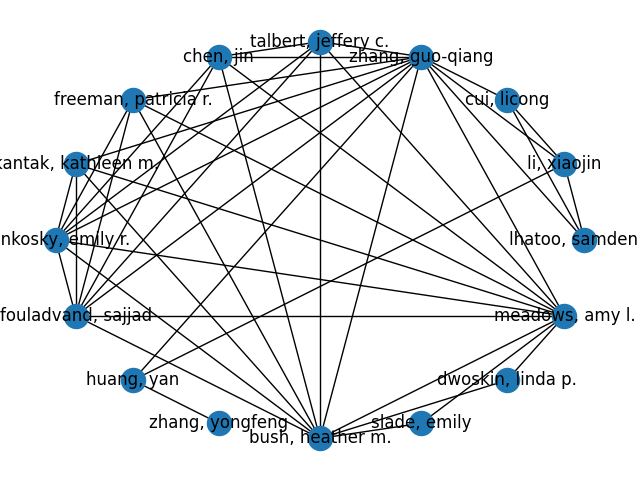 talbert, jeffery c.
chen, jin
zhang, guo-qiang
freeman, patricia r.
cui, licong
kantak, kathleen m.
li, xiaojin
nkosky, emily r.
lhatoo, samden
fouladvand, sajjad
meadows, amy l.
huang, yan
dwoskin, linda p.
zhang, yongfeng
slade, emily
bush, heather m.